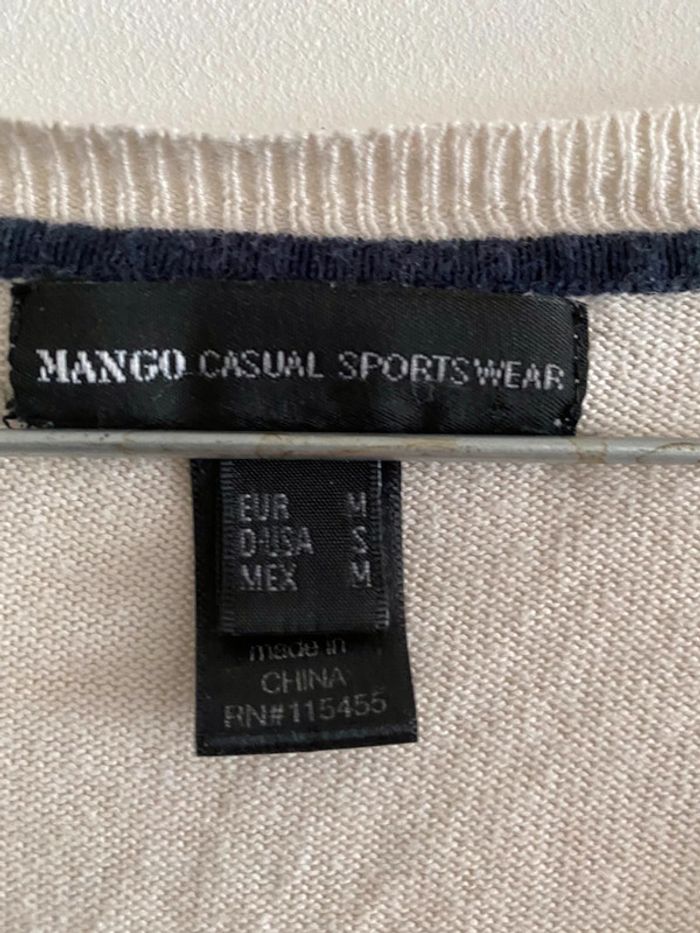 MANGO CASUAL SPORTSWEAR
EUR M
D·USA S
MEX M
made in
CHINA
RN#115455